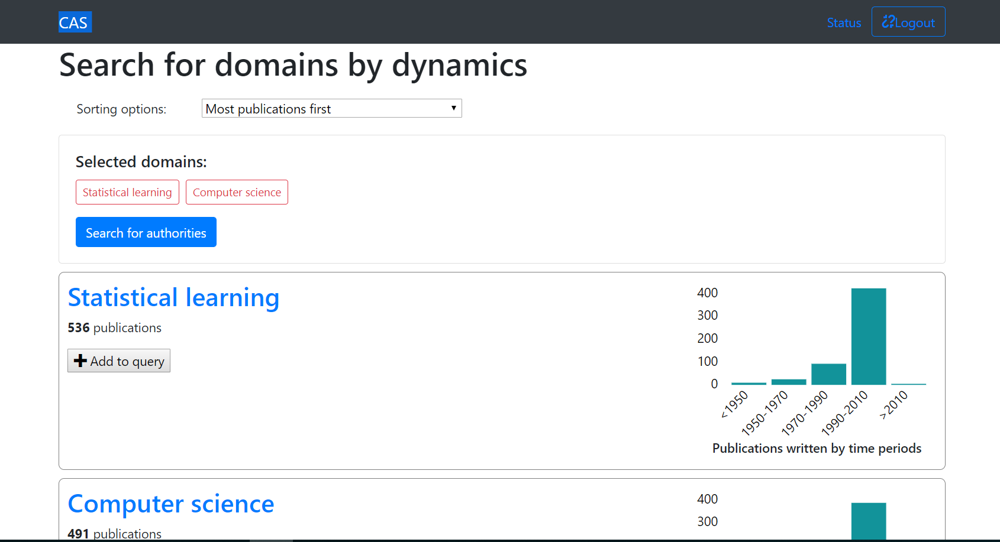 CAS
Status
Logout
Search for domains by dynamics
Sorting options:
Most publications first
Selected domains:
Statistical learning
Computer science
Search for authorities
Statistical learning
536 publications
Add to query
400
300
200
100
0
<1950
1950-1970
1970-1990
1990-2010
>2010
Publications written by time periods
Computer science
491 publications
400
300